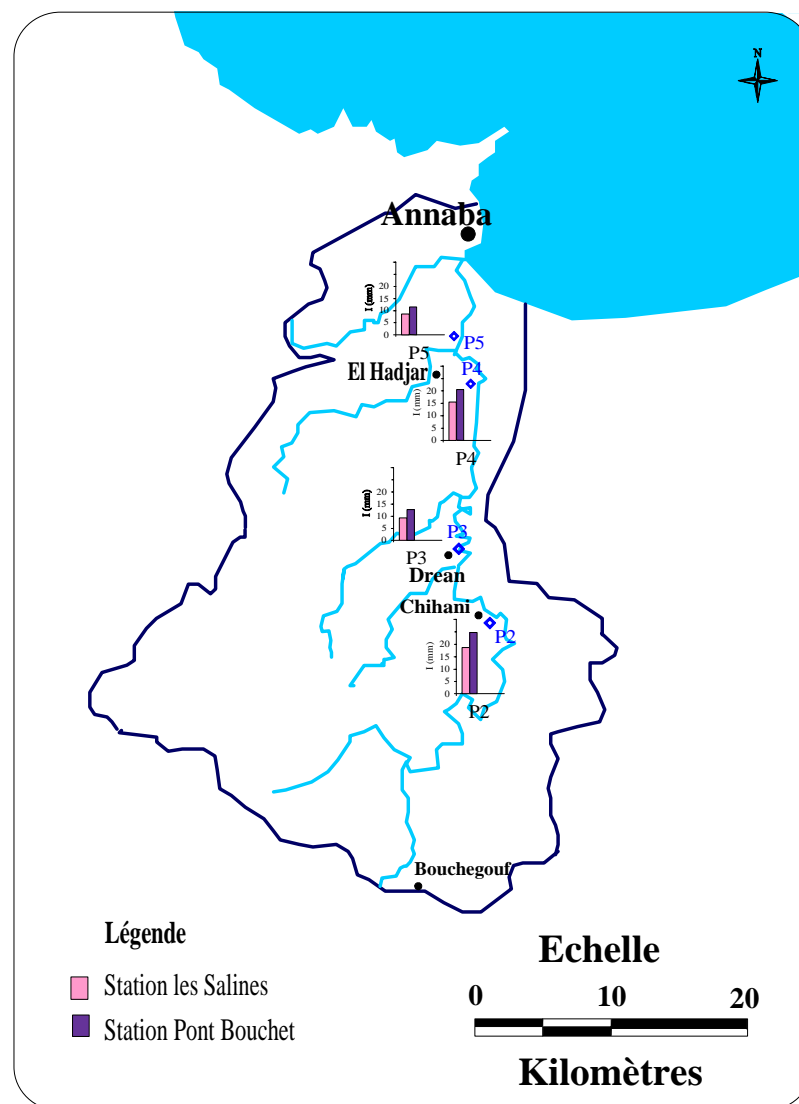 N
Annaba
I (mm)
20
15
10
5
0
P5
P5
El Hadjar
P4
I (mm)
20
15
10
5
0
P4
I (mm)
20
15
10
5
0
P3
P3
Drean
Chihani
P2
I (mm)
20
15
10
5
0
P2
Bouchegouf
Légende
Station les Salines
Station Pont Bouchet
Echelle
0 10 20
Kilomètres